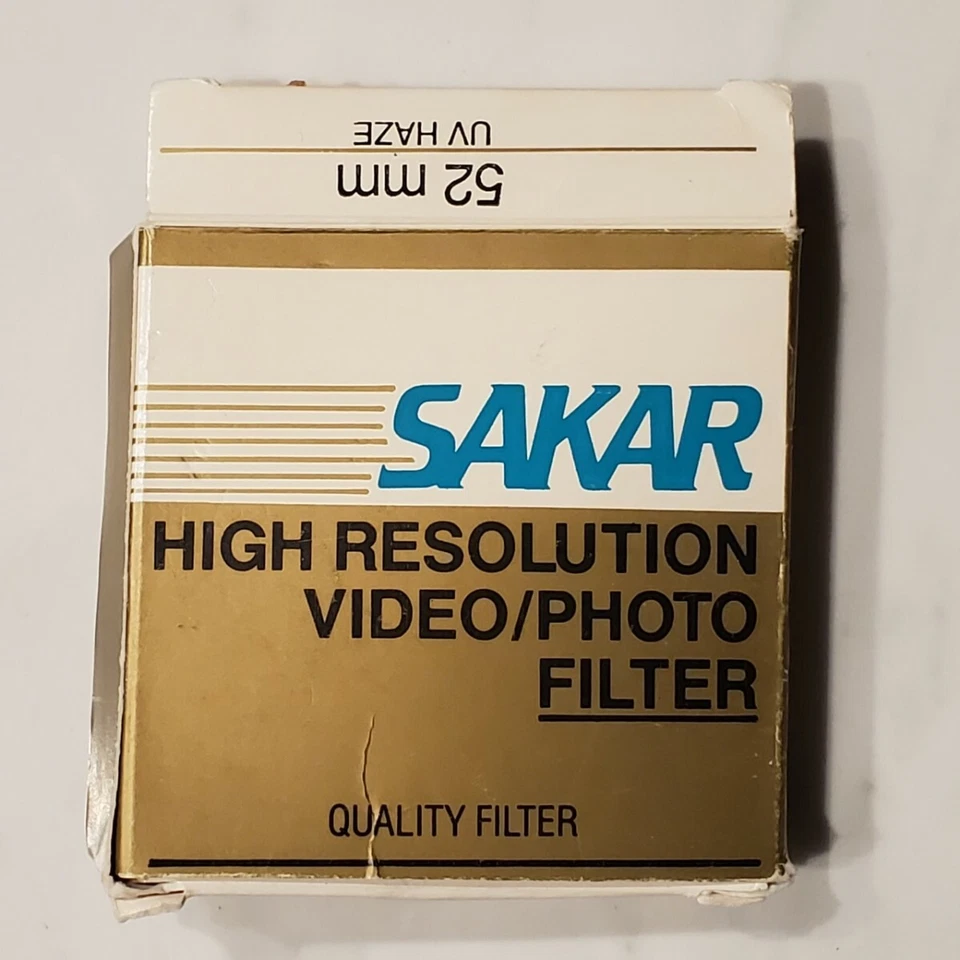 52 mm
UV HAZE
SAKAR
HIGH RESOLUTION
VIDEO/PHOTO
FILTER
QUALITY FILTER